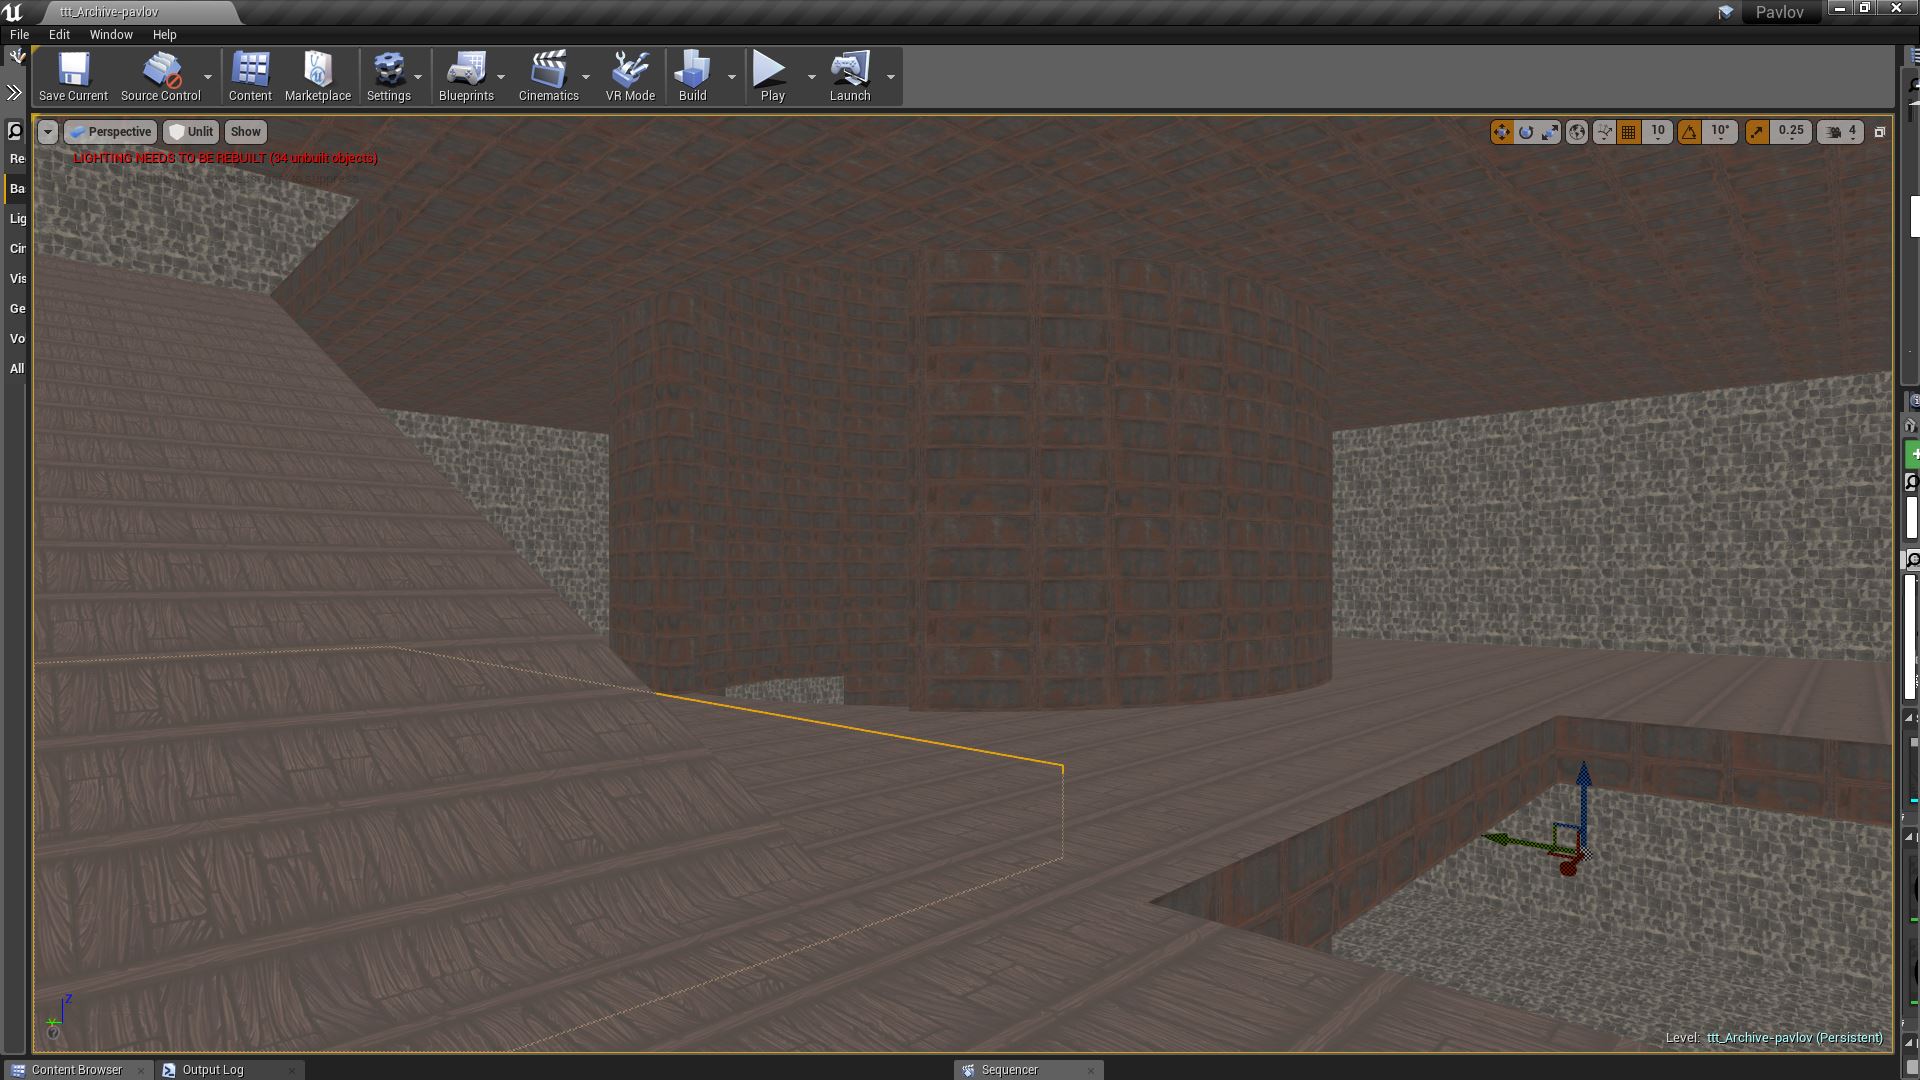 ttt_Archive-pavlov
Pavlov
File Edit Window Help
Save Current Source Control Content Marketplace Settings Blueprints Cinematics VR Mode Build Play Launch
Perspective Unlit Show
10 10° 0.25 4
LIGHTING NEEDS TO BE REBUILT (34 unbuilt objects)
to suppress
Re
Ba
Lig
Cin
Vis
Ge
Vo
All
Z
Level: ttt_Archive-pavlov (Persistent)
Content Browser Output Log Sequencer